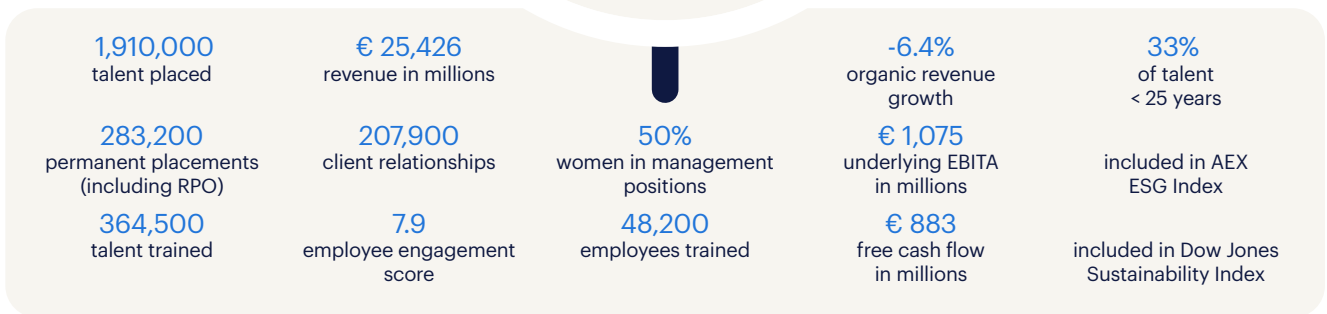 1,910,000
talent placed
€ 25,426
revenue in millions
-6.4%
organic revenue
growth
33%
of talent
< 25 years
283,200
permanent placements
(including RPO)
207,900
client relationships
50%
women in management
positions
€ 1,075
underlying EBITA
in millions
included in AEX
ESG Index
364,500
talent trained
7.9
employee engagement
score
48,200
employees trained
€ 883
free cash flow
in millions
included in Dow Jones
Sustainability Index